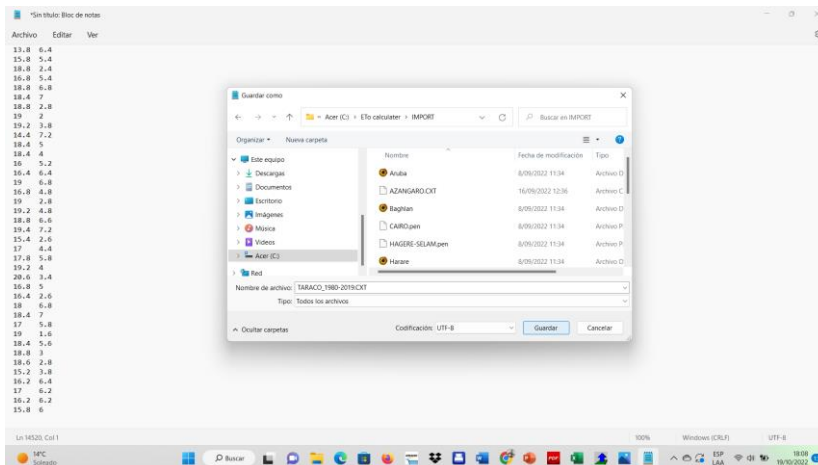 *Sin título: Bloc de notas
Archivo Editar Ver
13.8 6.4
15.8 5.4
18.8 2.4
16.8 5.4
18.8 6.8
18.4 7
18.8 2.8
19 2
19.2 3.8
14.4 7.2
18.4 5
18.4 4
16 5.2
16.4 6.4
19 6.8
16.8 4.8
19 2.8
19.2 4.8
18.8 6.6
19.4 7.2
15.4 2.6
17 4.4
17.8 5.8
19.2 4
20.6 3.4
16.8 5
16.4 2.6
18 6.8
18.4 7
17 5.8
19 1.6
18.4 5.6
18.8 3
18.6 2.8
15.2 3.8
16.2 6.4
17 6.2
16.2 6.2
15.8 6
Guardar como
Acer (C:) > ETo calculater > IMPORT
Buscar en IMPORT
Organizar Nueva carpeta
Este equipo
Descargas
Documentos
Escritorio
Imágenes
Música
Videos
Acer (C:)
Red
Nombre Fecha de modificación Tipo
Aruba 8/09/2022 11:34 Archivo D
AZANGARO.CXT 16/09/2022 12:36 Archivo C
Baghlan 8/09/2022 11:34 Archivo D
CAIRO.pen 8/09/2022 11:34 Archivo P
HAGERE-SELAM.pen 8/09/2022 11:34 Archivo P
Harare 8/09/2022 11:34 Archivo D
Nombre de archivo: TARACO_1980-2019.CXT
Tipo: Todos los archivos
Ocultar carpetas Codificación: UTF-8 Guardar Cancelar
Ln 14520, Col 1 100% Windows (CRLF) UTF-8
14°C
Soleado
Buscar
ESP
LAA
18:08
19/10/2022